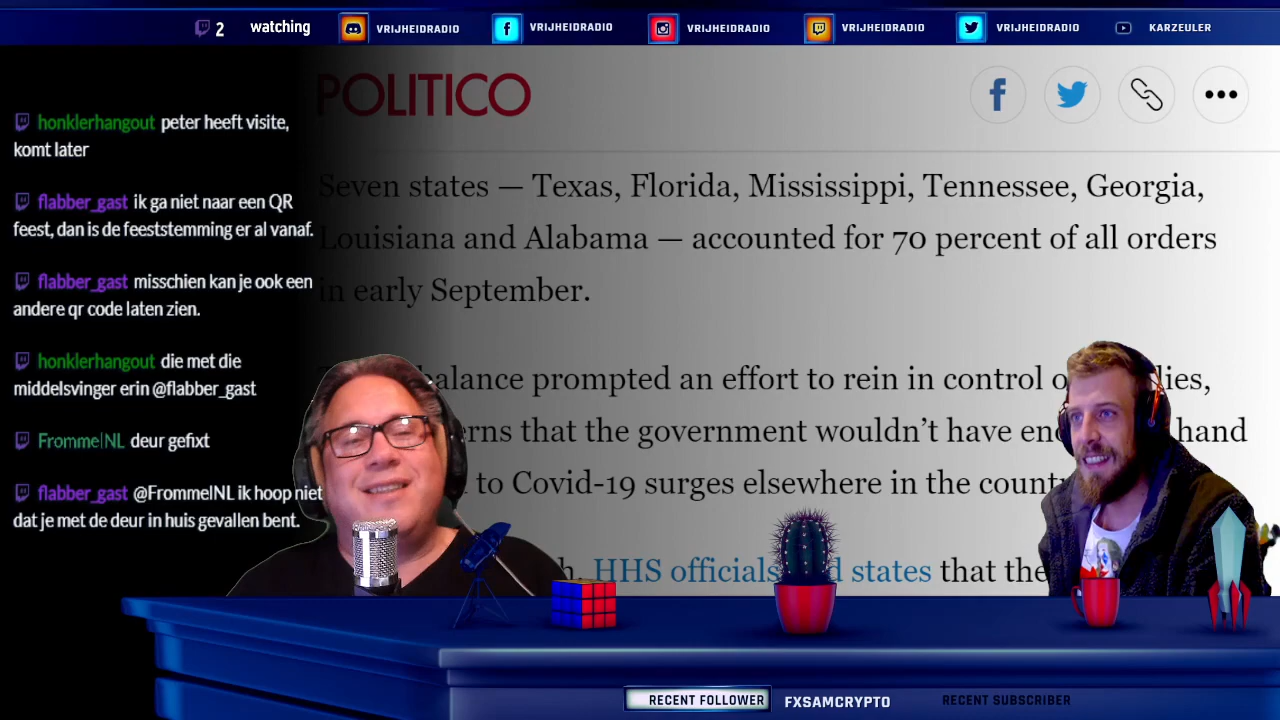 2 watching
VRIJHEIDRADIO
VRIJHEIDRADIO
VRIJHEIDRADIO
VRIJHEIDRADIO
VRIJHEIDRADIO
KARZEULER
POLITICO
honklerhangout peter heeft visite,
komt later
flabber_gast ik ga niet naar een QR
feest, dan is de feeststemming er al vanaf.
flabber_gast misschien kan je ook een
andere qr code laten zien.
honklerhangout die met die
middelsvinger erin @flabber_gast
FrommelNL deur gefixt
flabber_gast @FrommelNL ik hoop niet
dat je met de deur in huis gevallen bent.
Seven states — Texas, Florida, Mississippi, Tennessee, Georgia,
Louisiana and Alabama — accounted for 70 percent of all orders
in early September.
balance prompted an effort to rein in control
that the government wouldn’t have hand
to Covid-19 surges elsewhere in the
HHS officials states that the
RECENT FOLLOWER FXSAMCRYPTO RECENT SUBSCRIBER